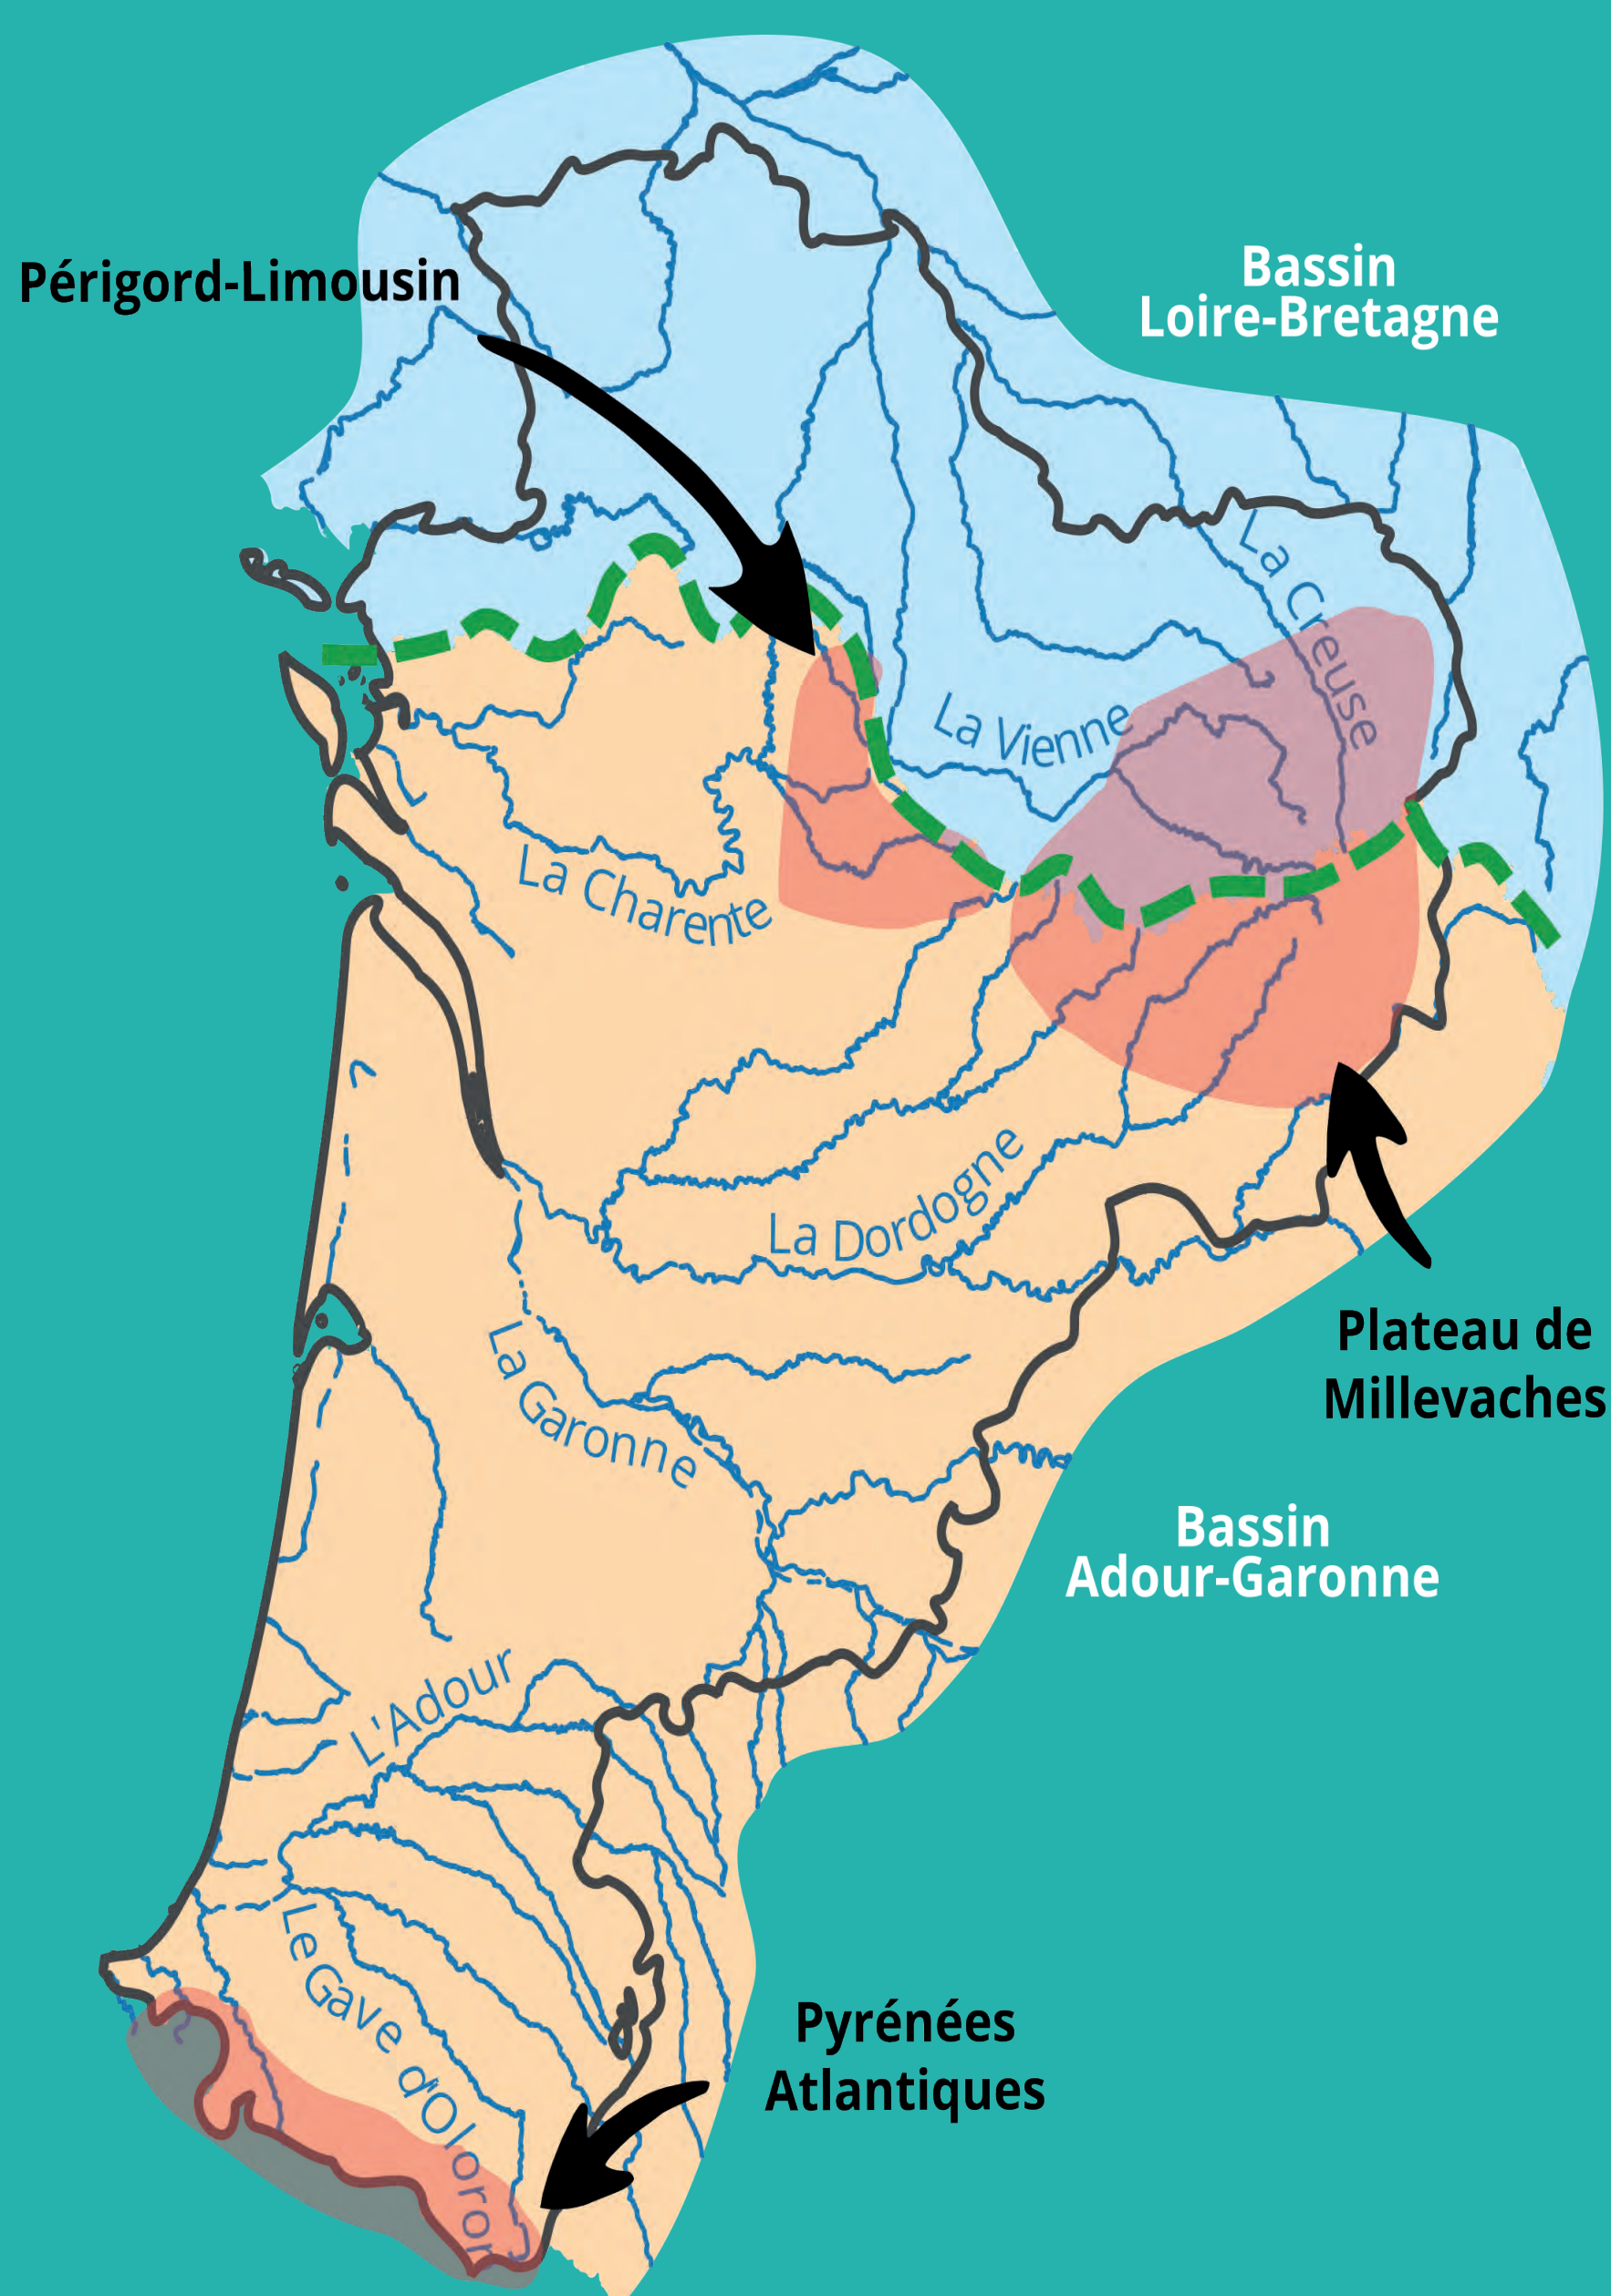 Périgord-Limousin
Bassin
Loire-Bretagne
La Creuse
La Vienne
La Charente
La Dordogne
La Garonne
Plateau de
Millevaches
Bassin
Adour-Garonne
L'Adour
Le Gave d'Oloron
Pyrénées
Atlantiques